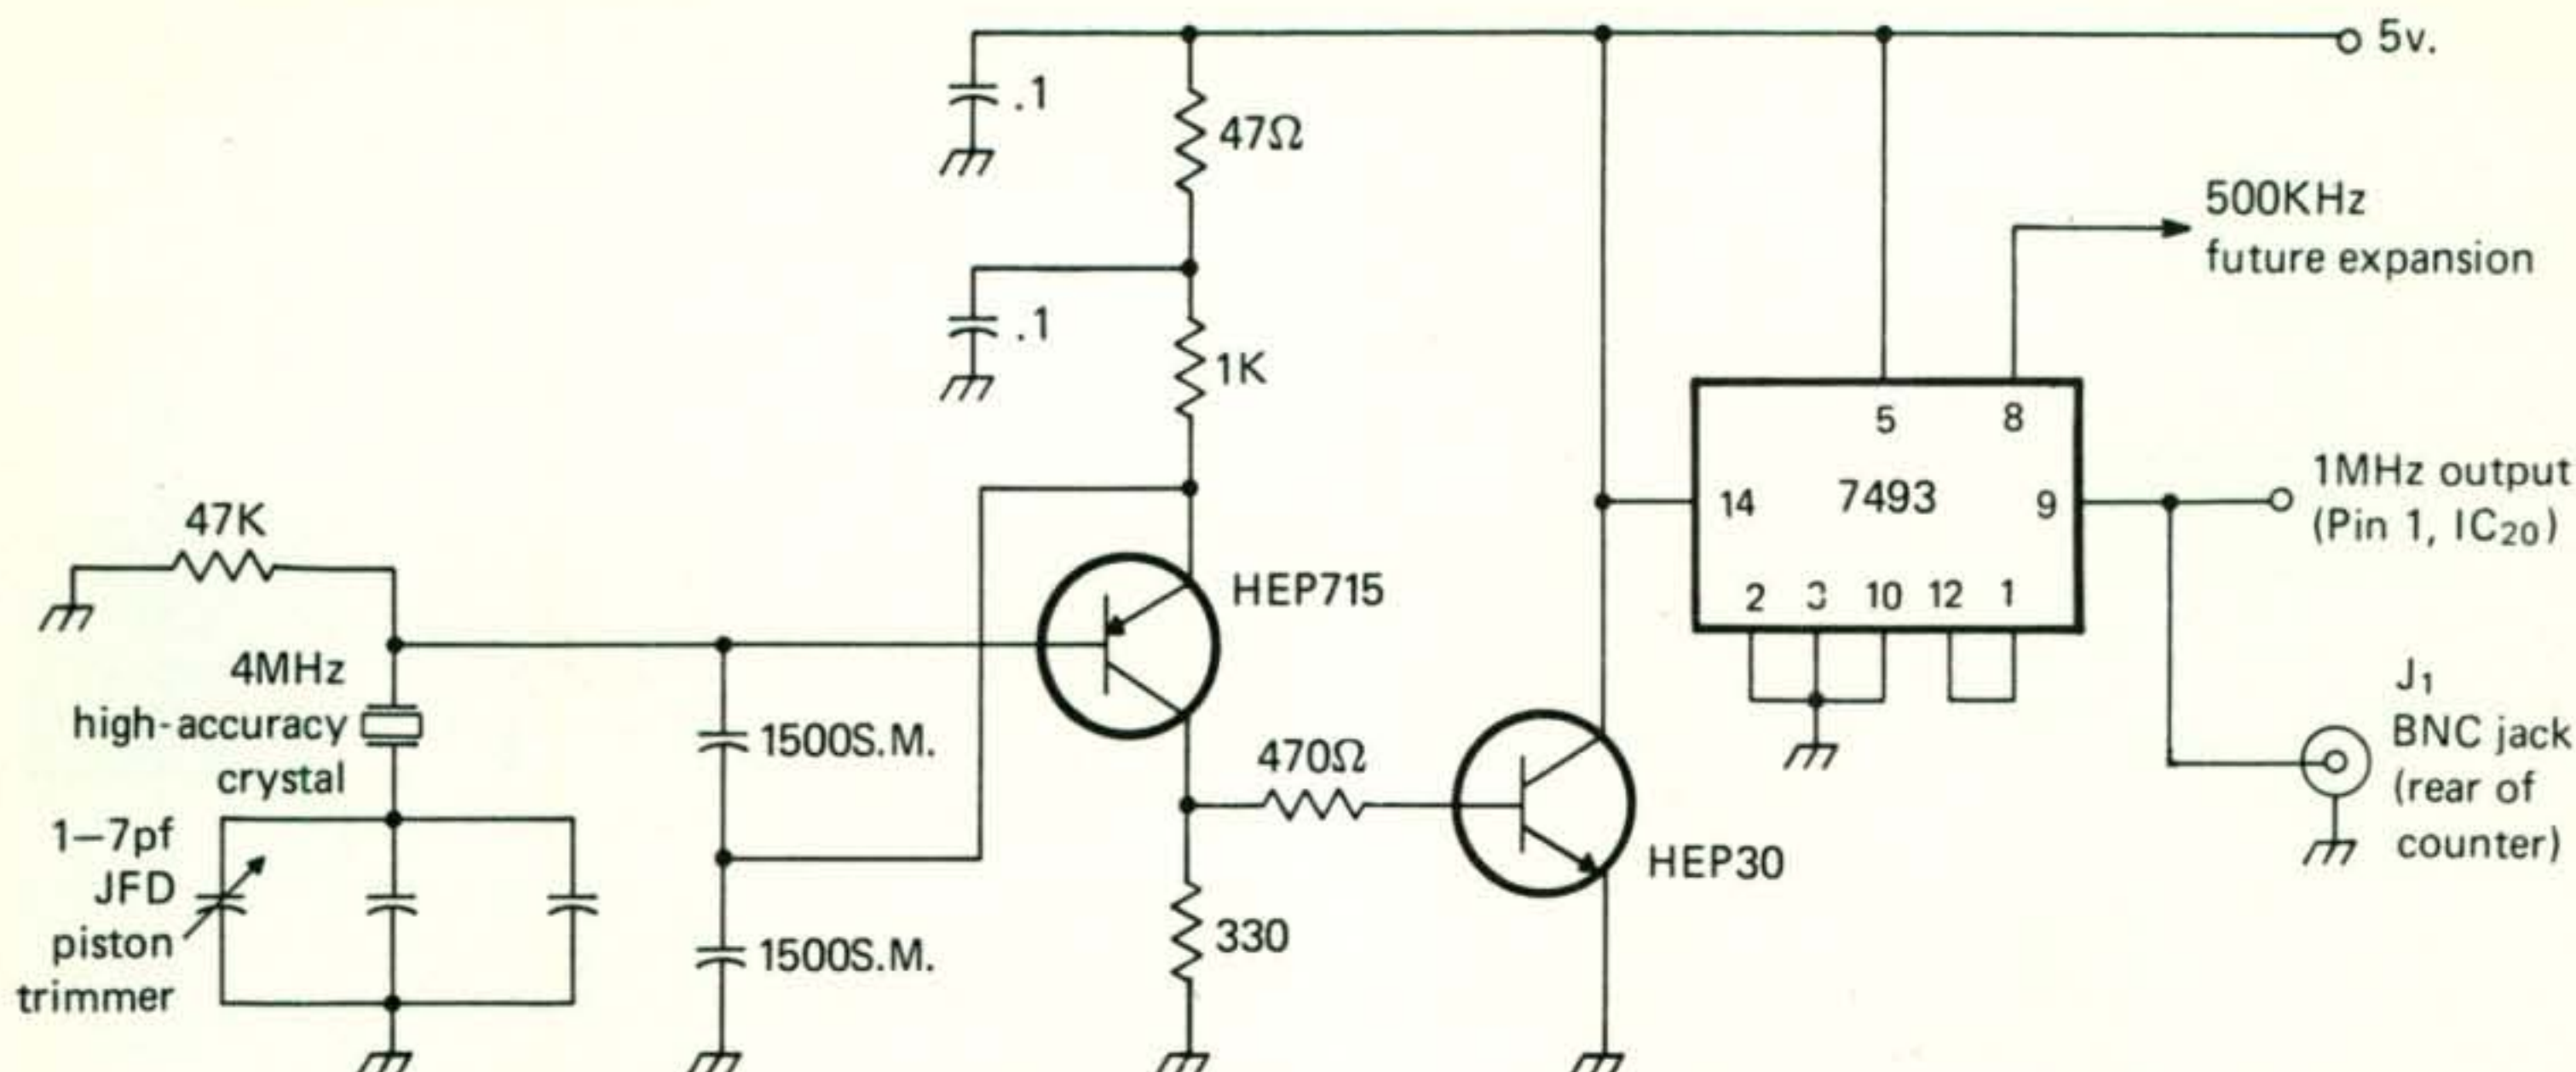 5v.
.1
47Ω
.1
1K
500KHz
future expansion
5
8
14
7493
9
2
3
10
12
1
1MHz output
(Pin 1, IC20)
J1
BNC jack
(rear of
counter)
47K
4MHz
high-accuracy
crystal
1–7pf
JFD
piston
trimmer
1500S.M.
1500S.M.
HEP715
470Ω
HEP30
330